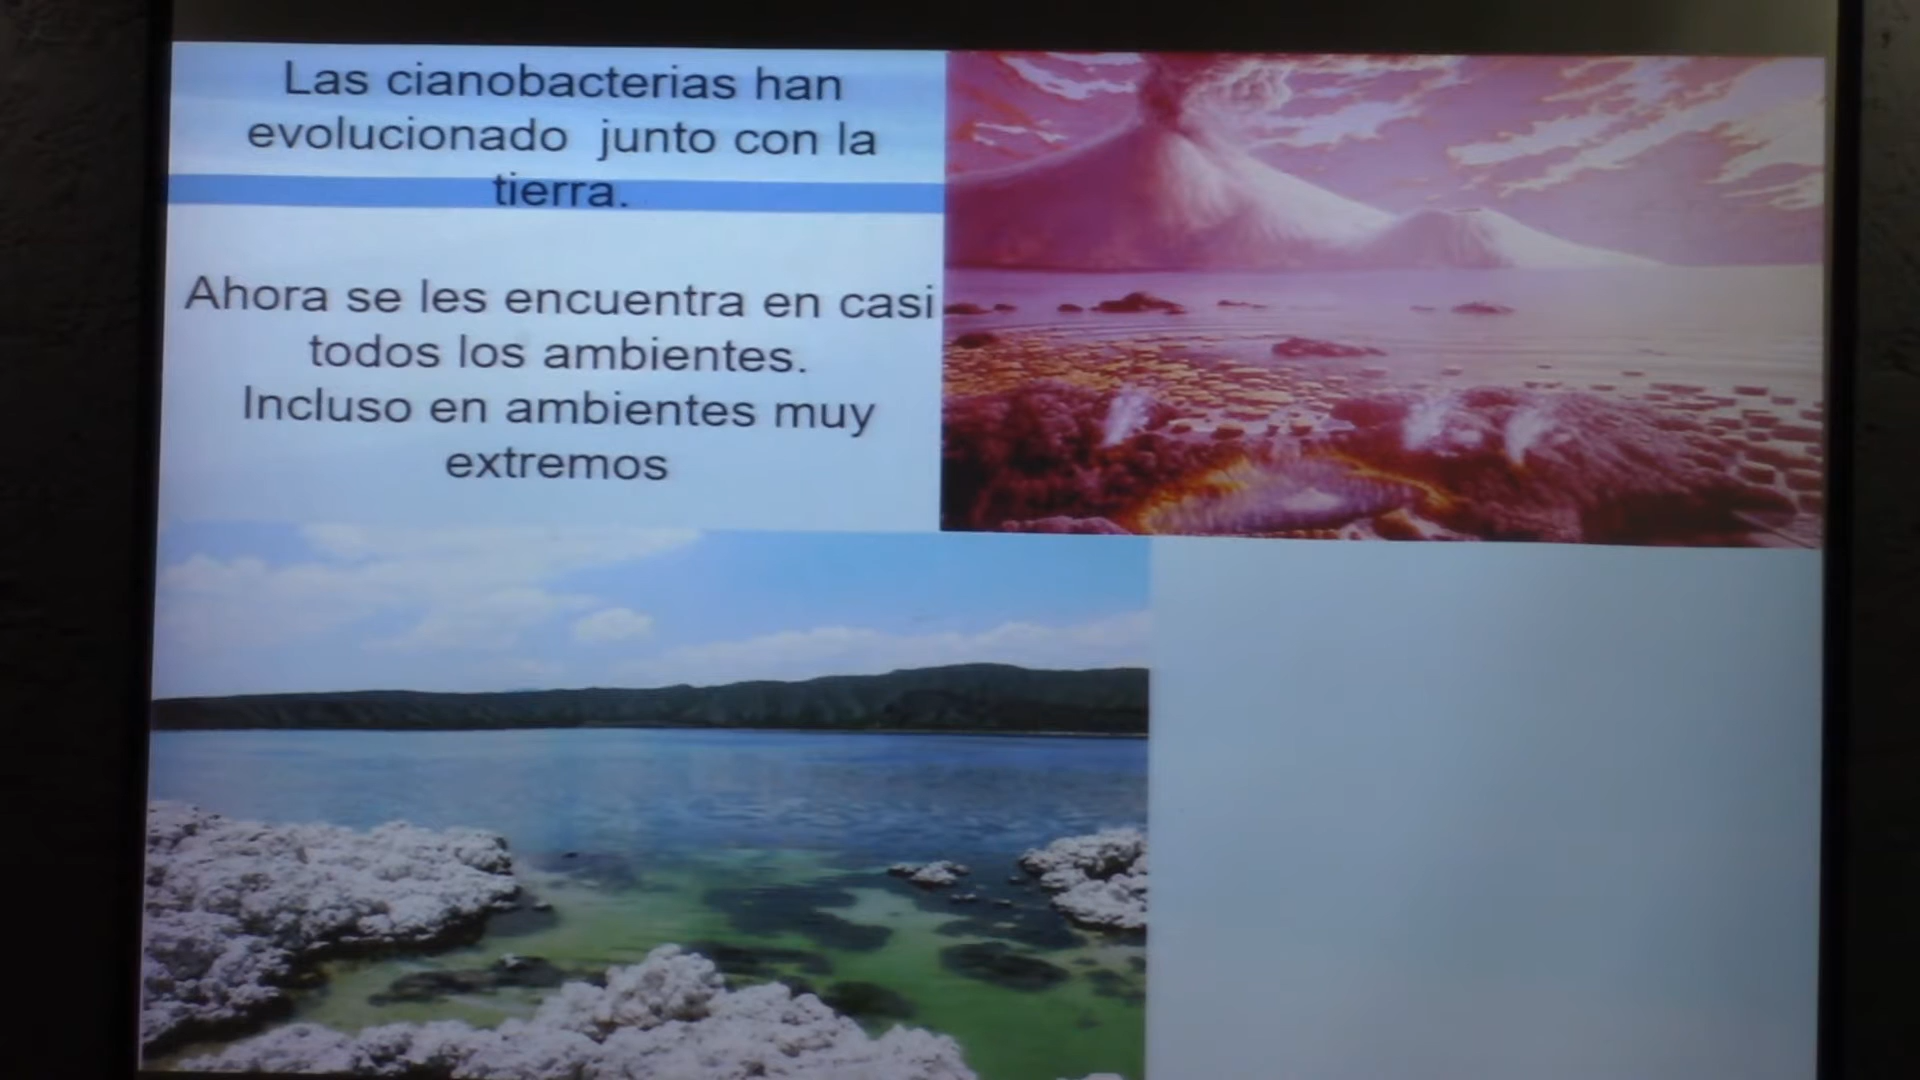 Las cianobacterias han
evolucionado junto con la
tierra.
Ahora se les encuentra en casi
todos los ambientes.
Incluso en ambientes muy
extremos